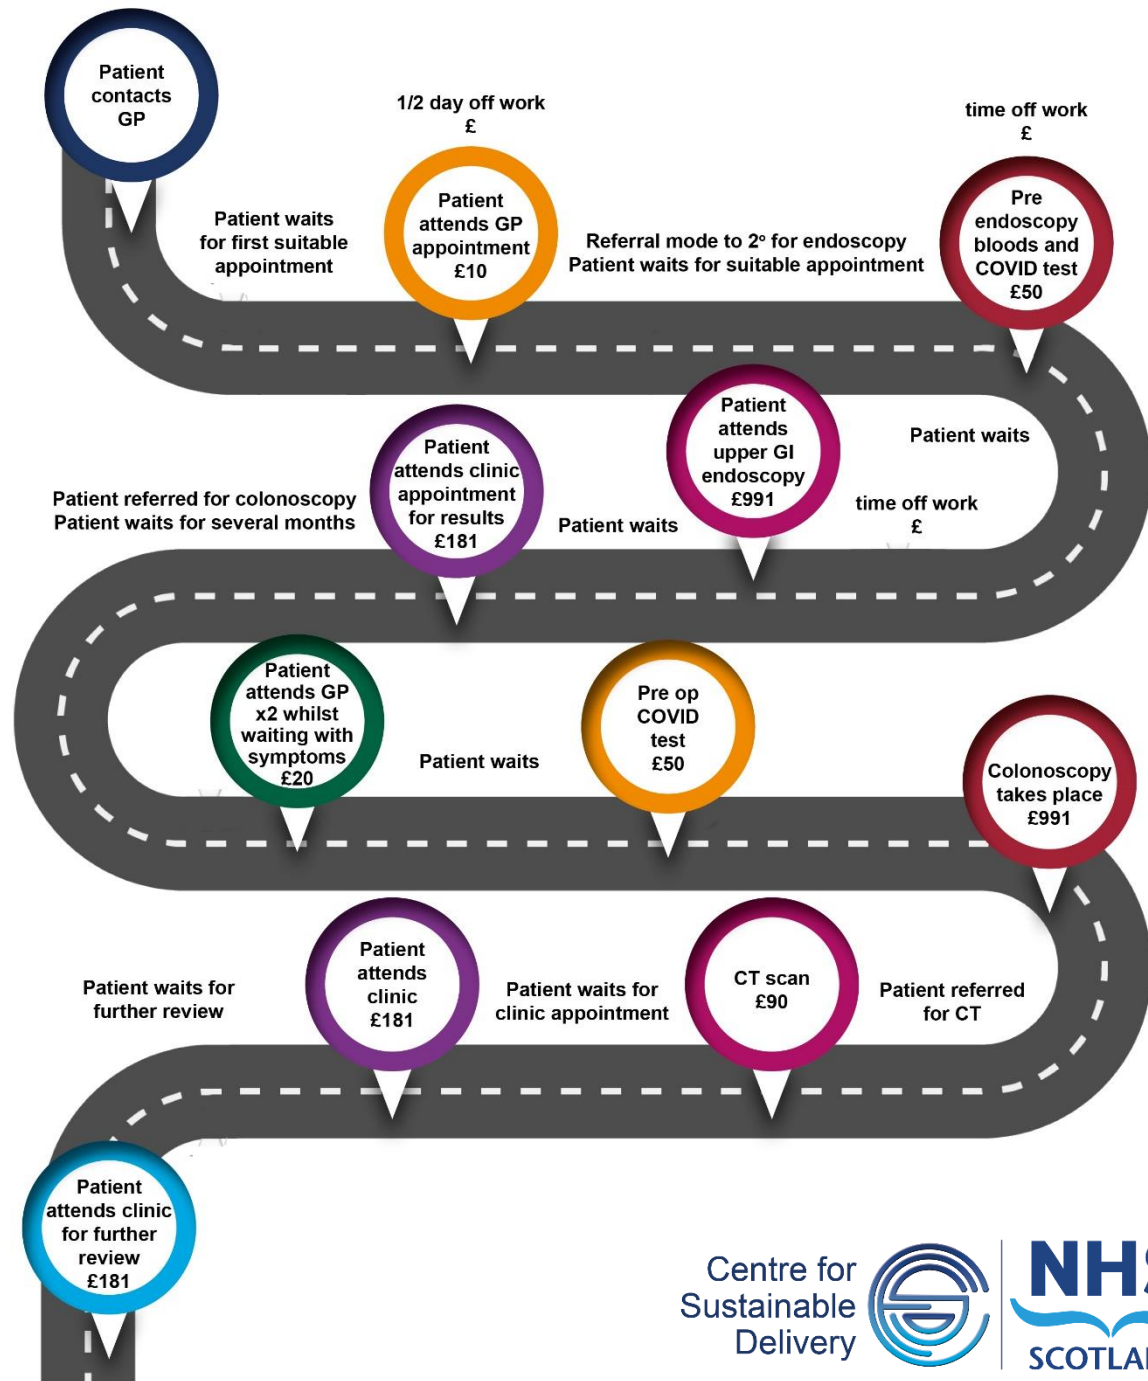 Patient
contacts
GP
Patient waits
for first suitable
appointment
1/2 day off work
£
Patient
attends GP
appointment
£10
Referral mode to 2º for endoscopy
Patient waits for suitable appointment
time off work
£
Pre
endoscopy
bloods and
COVID test
£50
Patient waits
time off work
£
Patient
attends
upper GI
endoscopy
£991
Patient waits
Patient
attends clinic
appointment
for results
£181
Patient referred for colonoscopy
Patient waits for several months
Patient
attends GP
x2 whilst
waiting with
symptoms
£20
Patient waits
Pre op
COVID
test
£50
Colonoscopy
takes place
£991
Patient referred
for CT
CT scan
£90
Patient waits for
clinic appointment
Patient
attends
clinic
£181
Patient waits for
further review
Patient
attends clinic
for further
review
£181
Centre for
Sustainable
Delivery
NHS
SCOTLA